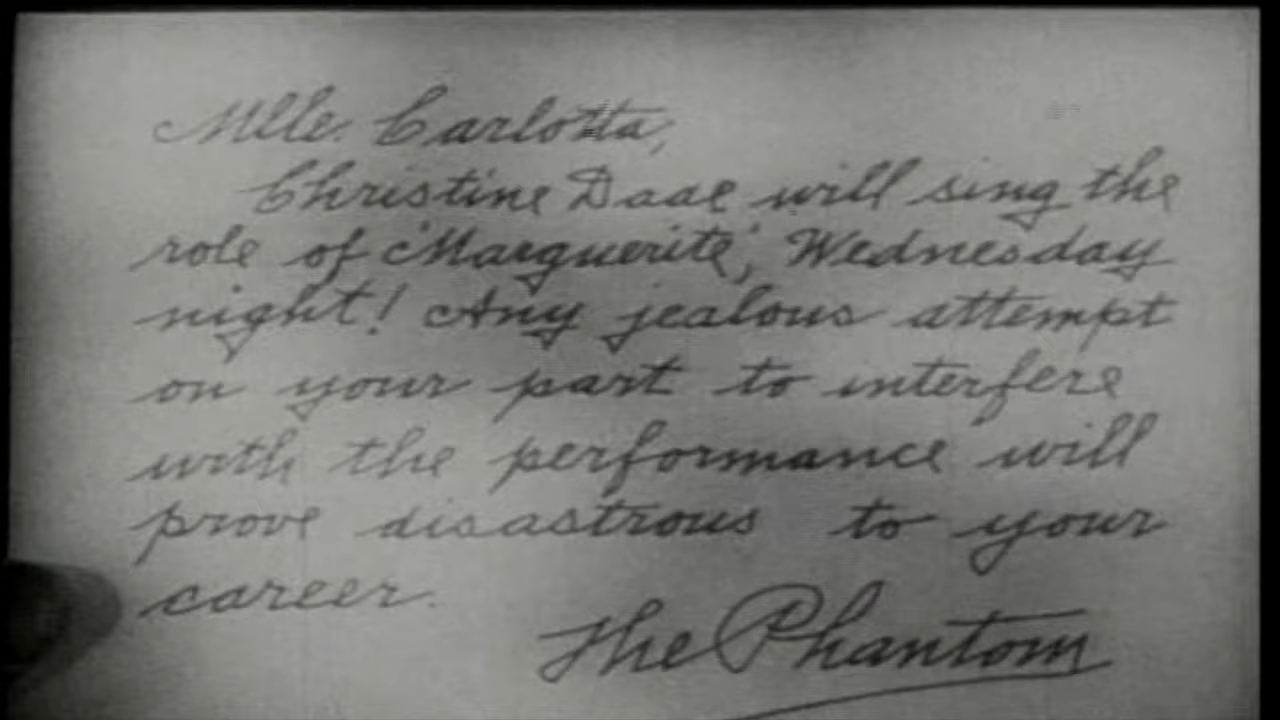 Mlle. Carlotta,
Christine Daae will sing the
role of 'Marguerite', Wednesday
night! Any jealous attempt
on your part to interfere
with the performance will
prove disastrous to your
career.
The Phantom